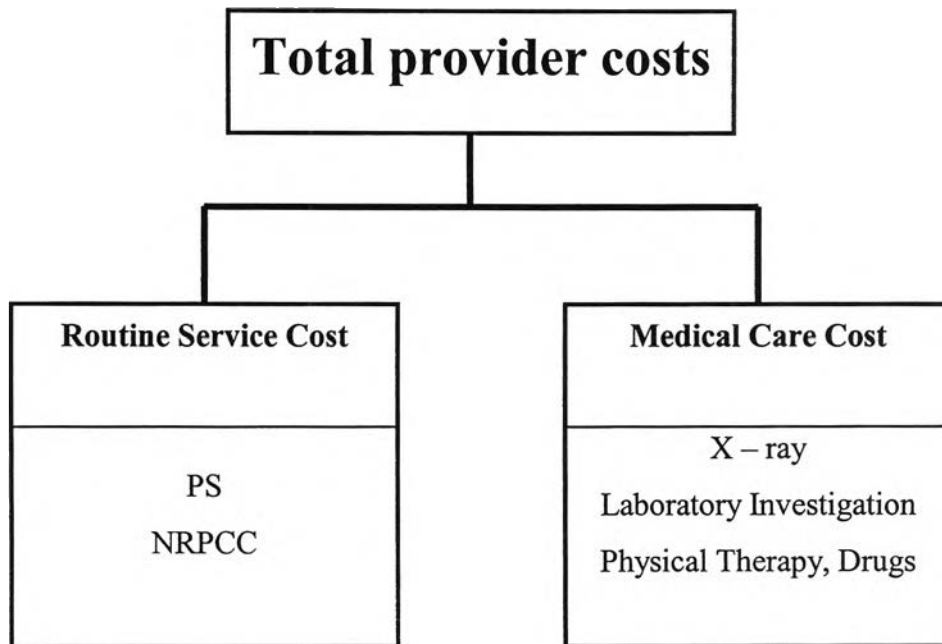 Total provider costs
Routine Service Cost
PS
NRPCC
Medical Care Cost
X – ray
Laboratory Investigation
Physical Therapy, Drugs